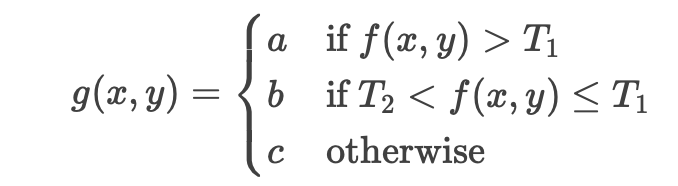 g(x, y) = { a if f(x, y) > T₁
b if T₂ < f(x, y) ≤ T₁
c otherwise